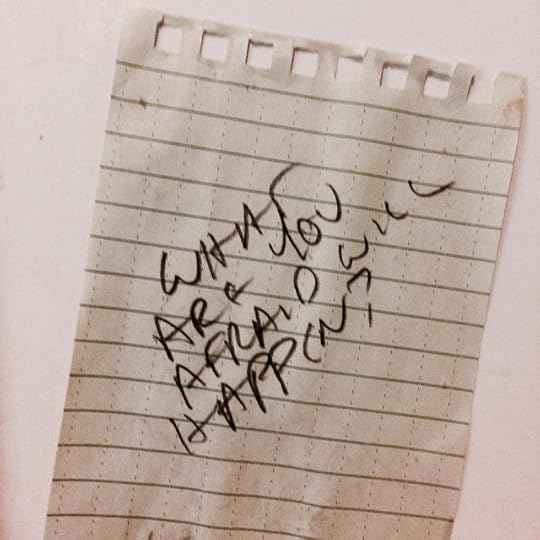 WHAT
ARE YOU
AFRAID WILL
HAPPEN?